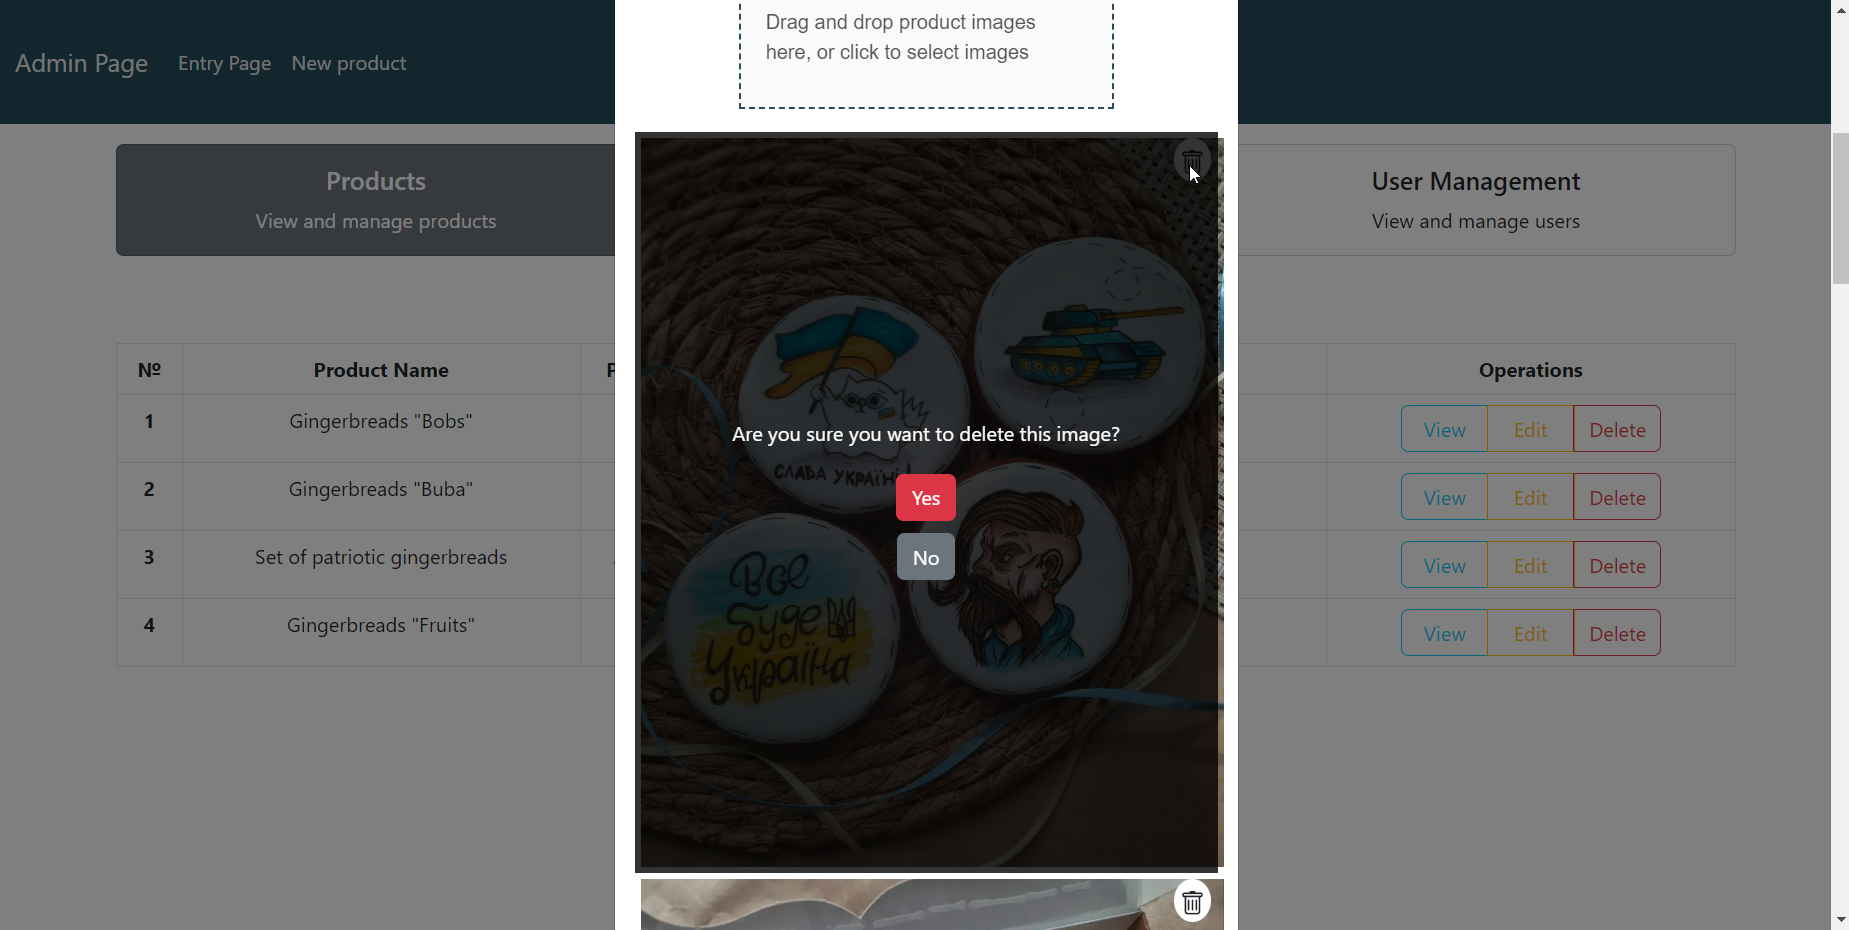 Admin Page
Entry Page
New product
Drag and drop product images
here, or click to select images
Products
View and manage products
User Management
View and manage users
№
Product Name
P
Operations
1
Gingerbreads "Bobs"
View
Edit
Delete
2
Gingerbreads "Buba"
View
Edit
Delete
3
Set of patriotic gingerbreads
View
Edit
Delete
4
Gingerbreads "Fruits"
View
Edit
Delete
Are you sure you want to delete this image?
Yes
No
СЛАВА УКРАЇНІ!
Все
буде
Україна